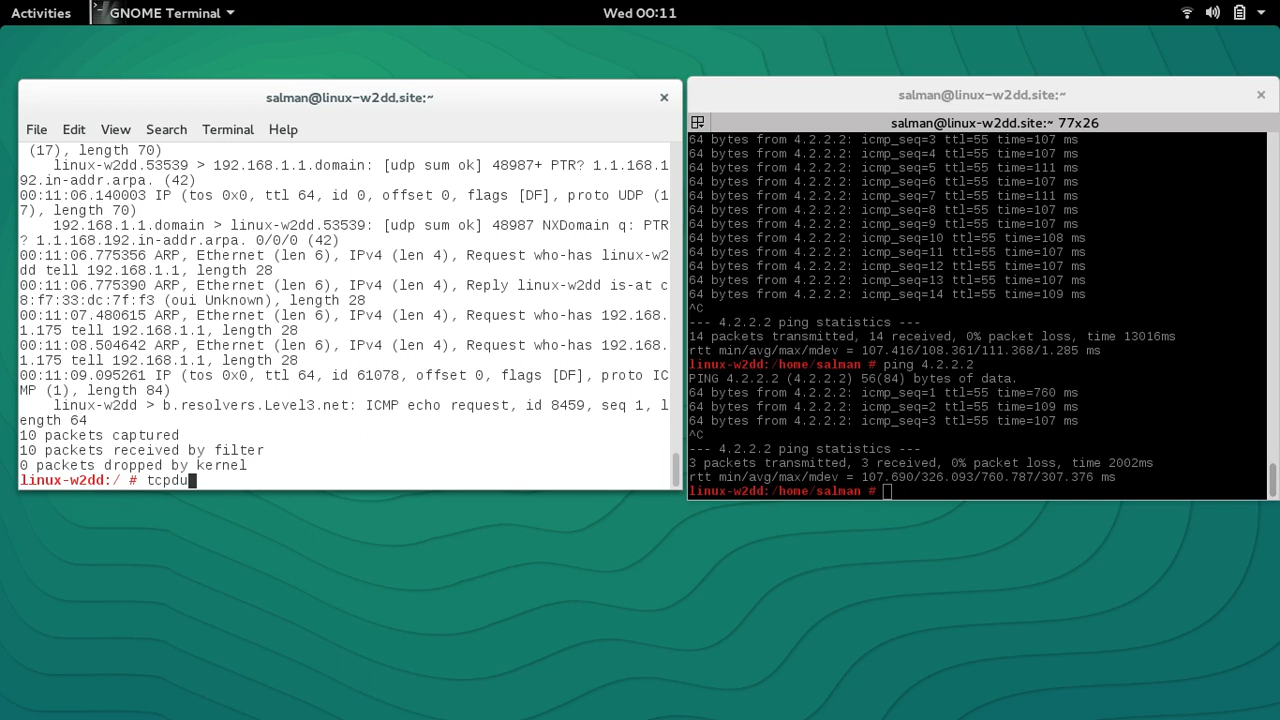 Activities
GNOME Terminal
Wed 00:11
salman@linux-w2dd.site:~
File Edit View Search Terminal Help
(17), length 70)
linux-w2dd.53539 > 192.168.1.1.domain: [udp sum ok] 48987+ PTR? 1.1.168.1
92.in-addr.arpa. (42)
00:11:06.140003 IP (tos 0x0, ttl 64, id 0, offset 0, flags [DF], proto UDP (1
7), length 70)
192.168.1.1.domain > linux-w2dd.53539: [udp sum ok] 48987 NXDomain q: PTR
? 1.1.168.192.in-addr.arpa. 0/0/0 (42)
00:11:06.775356 ARP, Ethernet (len 6), IPv4 (len 4), Request who-has linux-w2
dd tell 192.168.1.1, length 28
00:11:06.775390 ARP, Ethernet (len 6), IPv4 (len 4), Reply linux-w2dd is-at c
8:f7:33:dc:7f:f3 (oui Unknown), length 28
00:11:07.480615 ARP, Ethernet (len 6), IPv4 (len 4), Request who-has 192.168.
1.175 tell 192.168.1.1, length 28
00:11:08.504642 ARP, Ethernet (len 6), IPv4 (len 4), Request who-has 192.168.
1.175 tell 192.168.1.1, length 28
00:11:09.095261 IP (tos 0x0, ttl 64, id 61078, offset 0, flags [DF], proto IC
MP (1), length 84)
linux-w2dd > b.resolvers.Level3.net: ICMP echo request, id 8459, seq 1, l
ength 64
10 packets captured
10 packets received by filter
0 packets dropped by kernel
linux-w2dd:/ # tcpdu
salman@linux-w2dd.site:~
salman@linux-w2dd.site:~ 77x26
64 bytes from 4.2.2.2: icmp_seq=3 ttl=55 time=107 ms
64 bytes from 4.2.2.2: icmp_seq=4 ttl=55 time=107 ms
64 bytes from 4.2.2.2: icmp_seq=5 ttl=55 time=111 ms
64 bytes from 4.2.2.2: icmp_seq=6 ttl=55 time=107 ms
64 bytes from 4.2.2.2: icmp_seq=7 ttl=55 time=111 ms
64 bytes from 4.2.2.2: icmp_seq=8 ttl=55 time=107 ms
64 bytes from 4.2.2.2: icmp_seq=9 ttl=55 time=107 ms
64 bytes from 4.2.2.2: icmp_seq=10 ttl=55 time=108 ms
64 bytes from 4.2.2.2: icmp_seq=11 ttl=55 time=107 ms
64 bytes from 4.2.2.2: icmp_seq=12 ttl=55 time=107 ms
64 bytes from 4.2.2.2: icmp_seq=13 ttl=55 time=107 ms
64 bytes from 4.2.2.2: icmp_seq=14 ttl=55 time=109 ms
^C
--- 4.2.2.2 ping statistics ---
14 packets transmitted, 14 received, 0% packet loss, time 13016ms
rtt min/avg/max/mdev = 107.416/108.361/111.368/1.285 ms
linux-w2dd:/home/salman # ping 4.2.2.2
PING 4.2.2.2 (4.2.2.2) 56(84) bytes of data.
64 bytes from 4.2.2.2: icmp_seq=1 ttl=55 time=760 ms
64 bytes from 4.2.2.2: icmp_seq=2 ttl=55 time=109 ms
64 bytes from 4.2.2.2: icmp_seq=3 ttl=55 time=107 ms
^C
--- 4.2.2.2 ping statistics ---
3 packets transmitted, 3 received, 0% packet loss, time 2002ms
rtt min/avg/max/mdev = 107.690/326.093/760.787/307.376 ms
linux-w2dd:/home/salman #